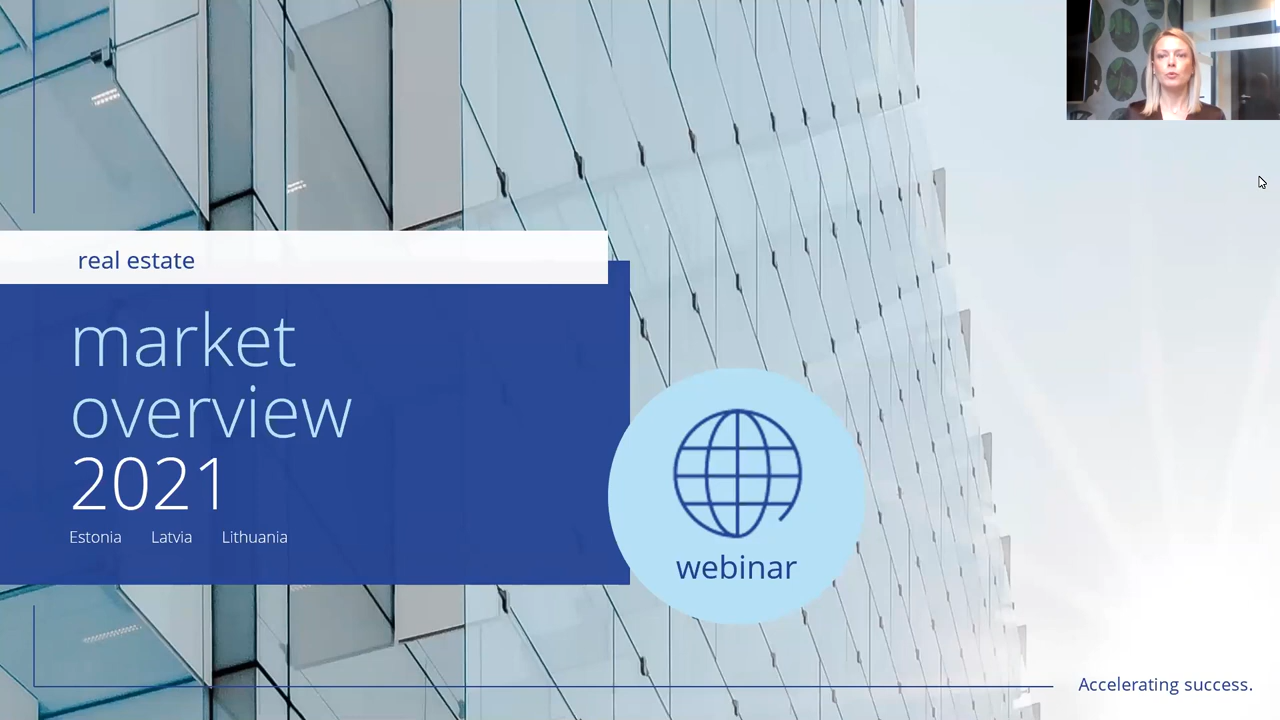 real estate
market
overview
2021
Estonia Latvia Lithuania
webinar
Accelerating success.